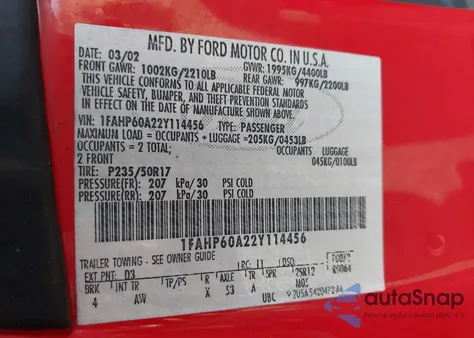 MFD. BY FORD MOTOR CO. IN U.S.A.
DATE: 03/02
GVWR: 1995KG/4400LB
FRONT GAWR: 1002KG/2210LB
REAR GAWR: 997KG/2200LB
THIS VEHICLE CONFORMS TO ALL APPLICABLE FEDERAL MOTOR
VEHICLE SAFETY, BUMPER, AND THEFT PREVENTION STANDARDS
IN EFFECT ON THE DATE OF MANUFACTURE SHOWN ABOVE.
VIN: 1FAHP60A22Y114456 TYPE: PASSENGER
MAXIMUM LOAD = OCCUPANTS + LUGGAGE =205KG/0453LB
OCCUPANTS = 2 TOTAL; OCCUPANTS LUGGAGE
2 FRONT 045KG/0100LB
TIRE: P235/50R17
PRESSURE(FR): 207 kPa/30 PSI COLD
PRESSURE(RR): 207 kPa/30 PSI COLD
1FAHP60A22Y114456
TRAILER TOWING - SEE OWNER GUIDE
EXT PNT: D3 RC: 11 DSO:
BRK INT TR TP/PS R AXLE TR SPR
4 AW X 53 A
UBC
autoSnap